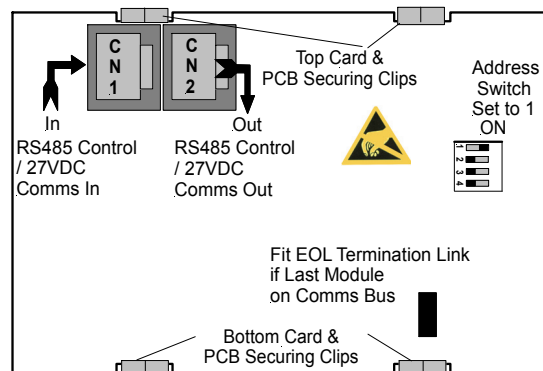 C
N
1
C
N
2
Top Card &
PCB Securing Clips
Address
Switch
Set to 1
ON
In
RS485 Control
/ 27VDC
Comms In
Out
RS485 Control
/ 27VDC
Comms Out
1
2
3
4
Fit EOL Termination Link
if Last Module
on Comms Bus
Bottom Card &
PCB Securing Clips